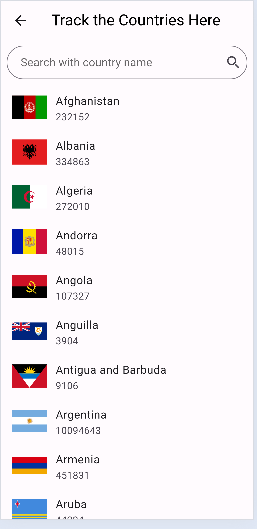 Track the Countries Here
Search with country name
Afghanistan
232152
Albania
334863
Algeria
272010
Andorra
48015
Angola
107327
Anguilla
3904
Antigua and Barbuda
9106
Argentina
10094643
Armenia
451831
Aruba